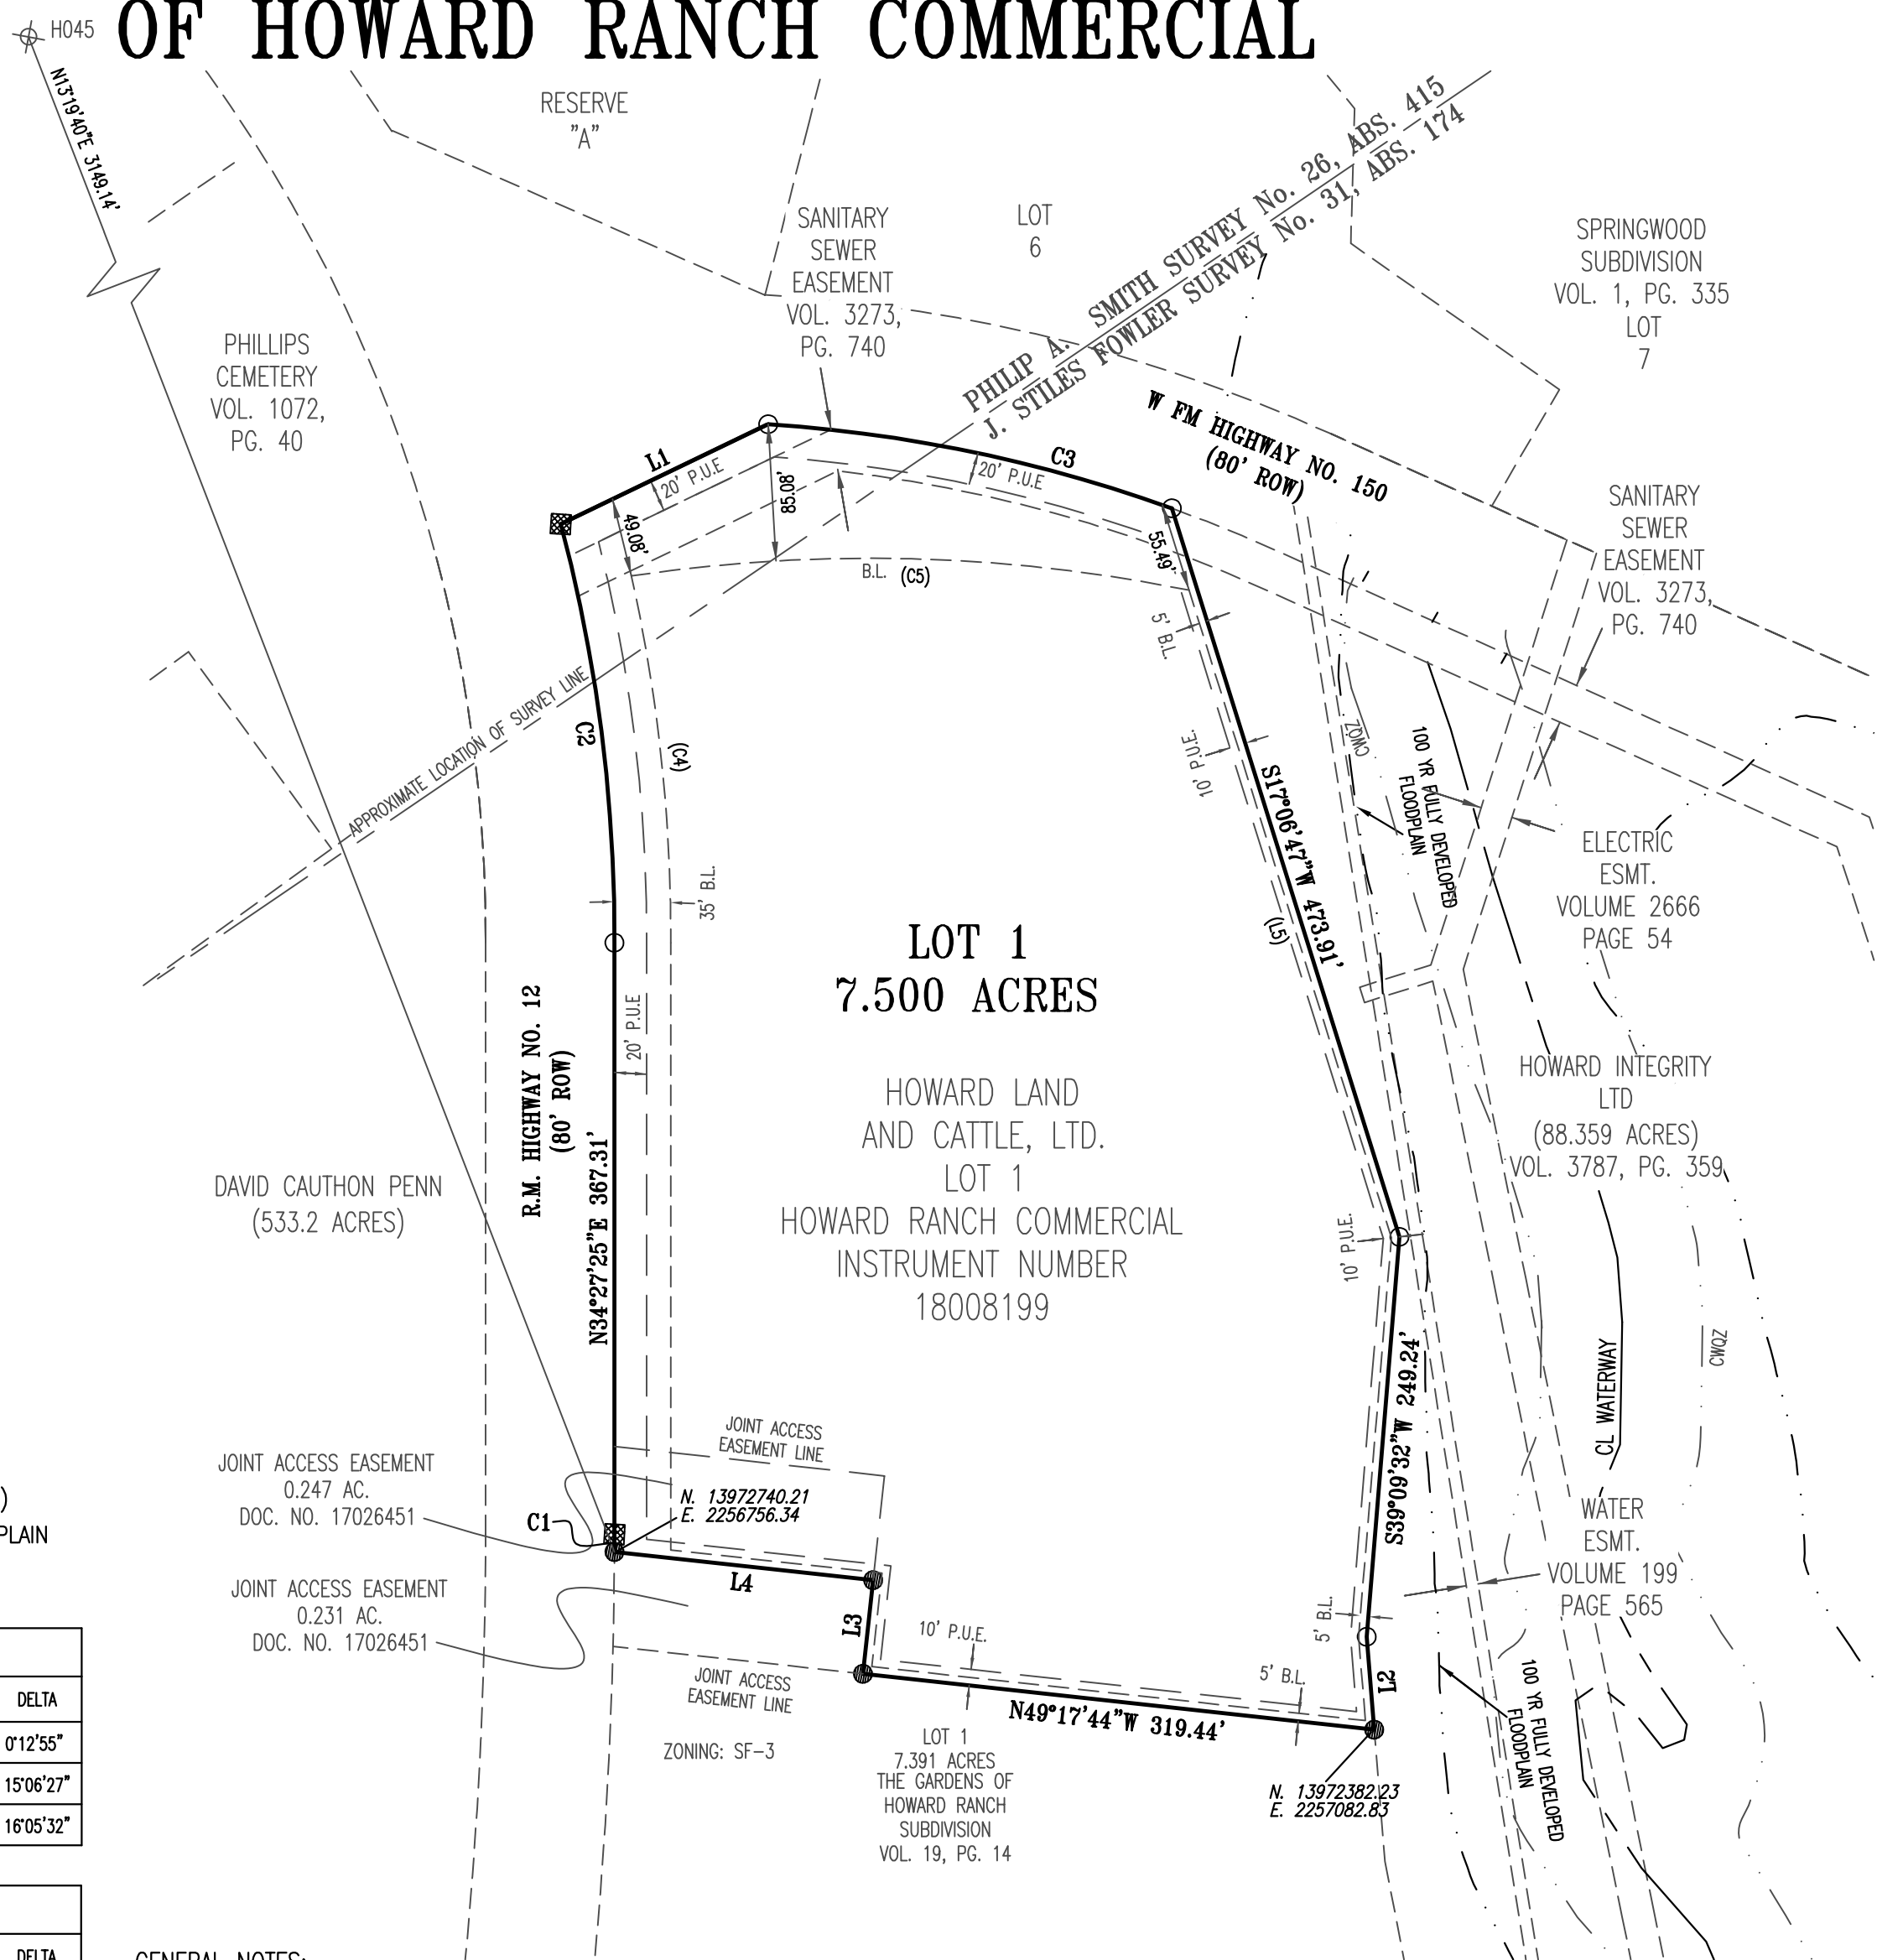 OF HOWARD RANCH COMMERCIAL
H045
N13°19'40"E 3149.14'
RESERVE
"A"
SANITARY
SEWER
EASEMENT
VOL. 3273,
PG. 740
LOT
6
PHILIP A. SMITH SURVEY No. 26, ABS. 415
J. STILES FOWLER SURVEY No. 31, ABS. 174
SPRINGWOOD
SUBDIVISION
VOL. 1, PG. 335
LOT
7
PHILLIPS
CEMETERY
VOL. 1072,
PG. 40
W FM HIGHWAY NO. 150
(80' ROW)
L1
20' P.U.E
49.08'
85.08'
C3
20' P.U.E
55.49'
B.L. (C5)
5' B.L.
SANITARY
SEWER
EASEMENT
VOL. 3273,
PG. 740
APPROXIMATE LOCATION OF SURVEY LINE
C2
(C4)
10' P.U.E.
S17°06'47"W 473.91'
(L5)
CWQZ
100 YR FULLY DEVELOPED
FLOODPLAIN
ELECTRIC
ESMT.
VOLUME 2666
PAGE 54
35' B.L.
LOT 1
7.500 ACRES
R.M. HIGHWAY NO. 12
(80' ROW)
20' P.U.E
N34°27'25"E 367.31'
HOWARD LAND
AND CATTLE, LTD.
LOT 1
HOWARD RANCH COMMERCIAL
INSTRUMENT NUMBER
18008199
HOWARD INTEGRITY
LTD
(88.359 ACRES)
VOL. 3787, PG. 359
DAVID CAUTHON PENN
(533.2 ACRES)
10' P.U.E.
S39°09'32"W 249.24'
CL WATERWAY
CWQZ
JOINT ACCESS
EASEMENT LINE
JOINT ACCESS EASEMENT
0.247 AC.
DOC. NO. 17026451
N. 13972740.21
E. 2256756.34
C1
)
PLAIN
L4
JOINT ACCESS EASEMENT
0.231 AC.
DOC. NO. 17026451
L3
10' P.U.E.
5' B.L.
WATER
ESMT.
VOLUME 199
PAGE 565
JOINT ACCESS
EASEMENT LINE
5' B.L.
L2
N49°17'44"W 319.44'
100 YR FULLY DEVELOPED
FLOODPLAIN
ZONING: SF-3
LOT 1
7.391 ACRES
THE GARDENS OF
HOWARD RANCH
SUBDIVISION
VOL. 19, PG. 14
N. 13972382.23
E. 2257082.83
DELTA
0°12'55"
15°06'27"
16°05'32"
DELTA
GENERAL NOTES: